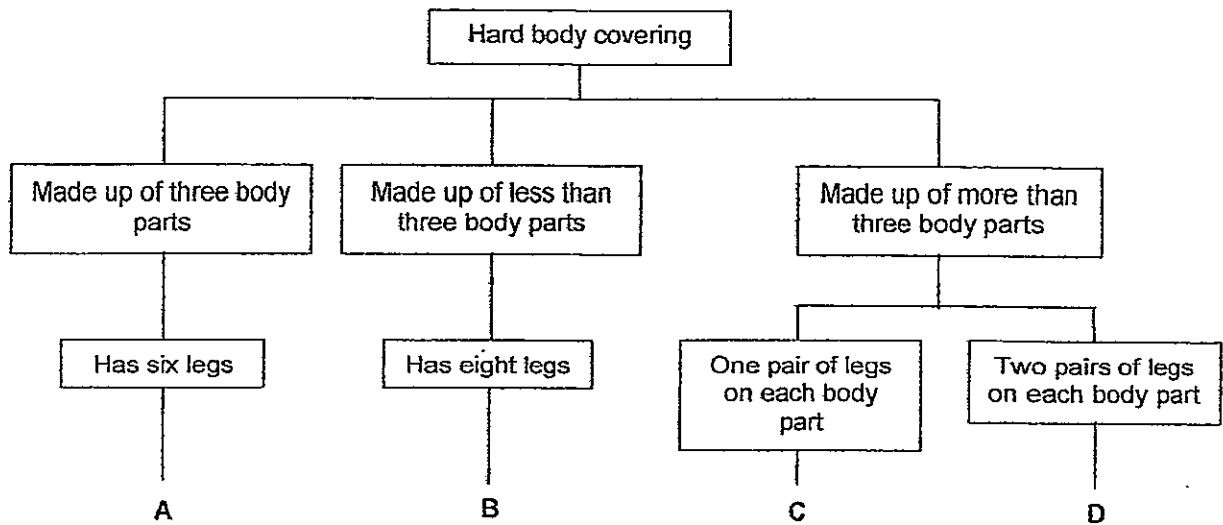 Hard body covering
Made up of three body
parts
Made up of less than
three body parts
Made up of more than
three body parts
Has six legs
Has eight legs
One pair of legs
on each body
part
Two pairs of legs
on each body part
A
B
C
D